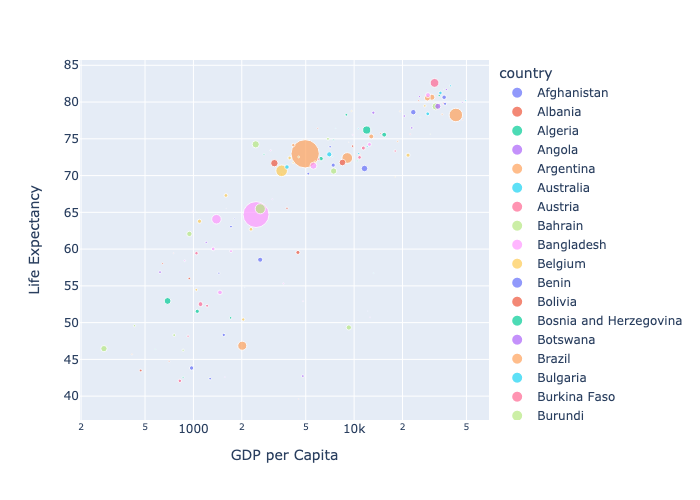 country
Afghanistan
Albania
Algeria
Angola
Argentina
Australia
Austria
Bahrain
Bangladesh
Belgium
Benin
Bolivia
Bosnia and Herzegovina
Botswana
Brazil
Bulgaria
Burkina Faso
Burundi
85
80
75
70
65
60
55
50
45
40
Life Expectancy
2 5 1000 2 5 10k 2 5
GDP per Capita